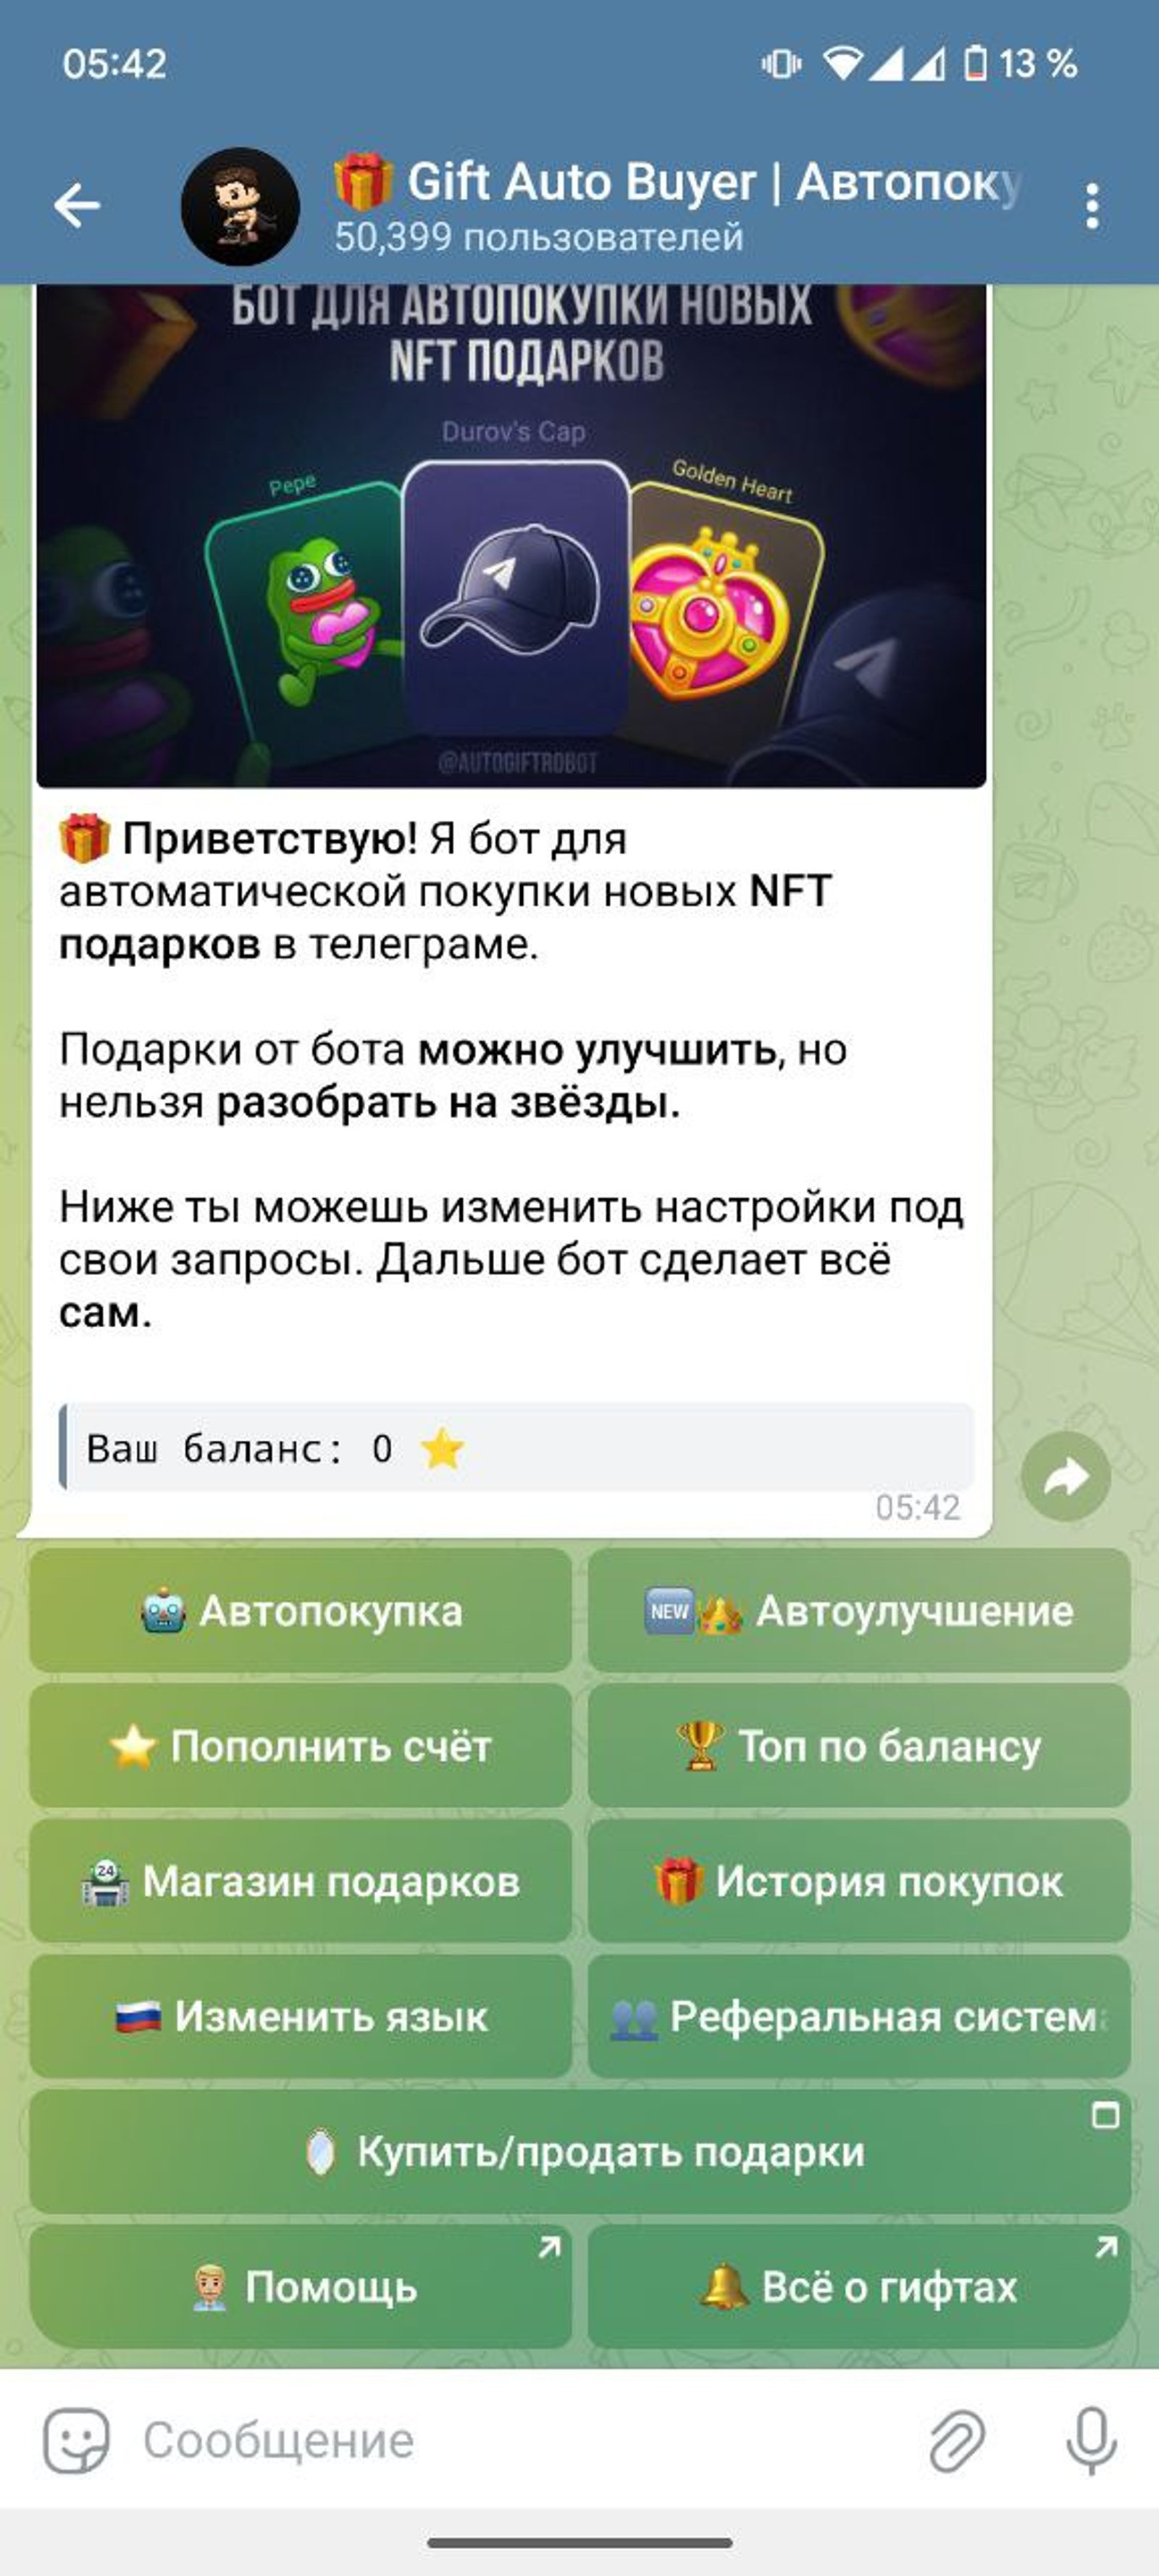 05:42
13 %
🎁 Gift Auto Buyer | Автопоку
50,399 пользователей
БОТ ДЛЯ АВТОПОКУПКИ НОВЫХ
NFT ПОДАРКОВ
Durov's Cap
Pepe
Golden Heart
@AUTOGIFTROBOT
🎁 Приветствую! Я бот для
автоматической покупки новых NFT
подарков в телеграме.
Подарки от бота можно улучшить, но
нельзя разобрать на звёзды.
Ниже ты можешь изменить настройки под
свои запросы. Дальше бот сделает всё
сам.
Ваш баланс: 0 ⭐
05:42
🤖 Автопокупка
🆕👑 Автоулучшение
⭐ Пополнить счёт
🏆 Топ по балансу
🏪 Магазин подарков
🎁 История покупок
🇷🇺 Изменить язык
👥 Реферальная систем
🪞 Купить/продать подарки
👨🏼‍💼 Помощь
🔔 Всё о гифтах
Сообщение